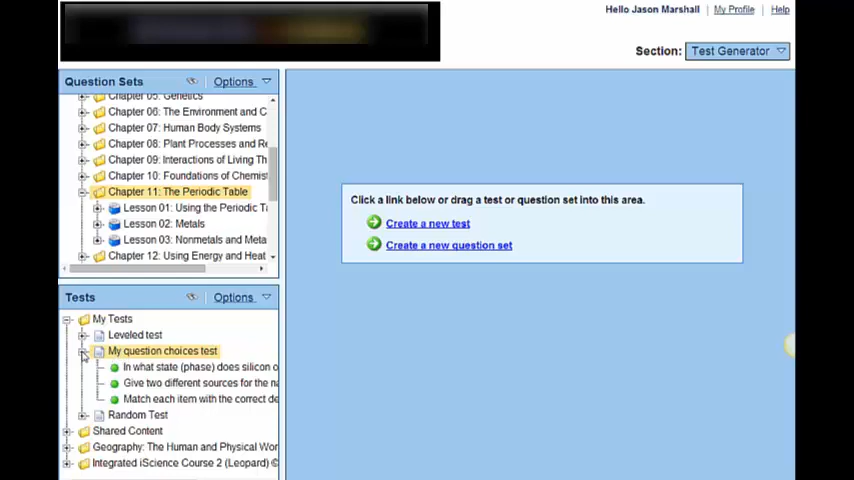 Hello Jason Marshall | My Profile | Help
Section: Test Generator
Question Sets Options
Chapter 05: Genetics
Chapter 06: The Environment and C
Chapter 07: Human Body Systems
Chapter 08: Plant Processes and Re
Chapter 09: Interactions of Living Th
Chapter 10: Foundations of Chemist
Chapter 11: The Periodic Table
Lesson 01: Using the Periodic T
Lesson 02: Metals
Lesson 03: Nonmetals and Meta
Chapter 12: Using Energy and Heat
Click a link below or drag a test or question set into this area.
Create a new test
Create a new question set
Tests Options
My Tests
Leveled test
My question choices test
In what state (phase) does silicon o
Give two different sources for the na
Match each item with the correct de
Random Test
Shared Content
Geography: The Human and Physical Wor
Integrated iScience Course 2 (Leopard) ©